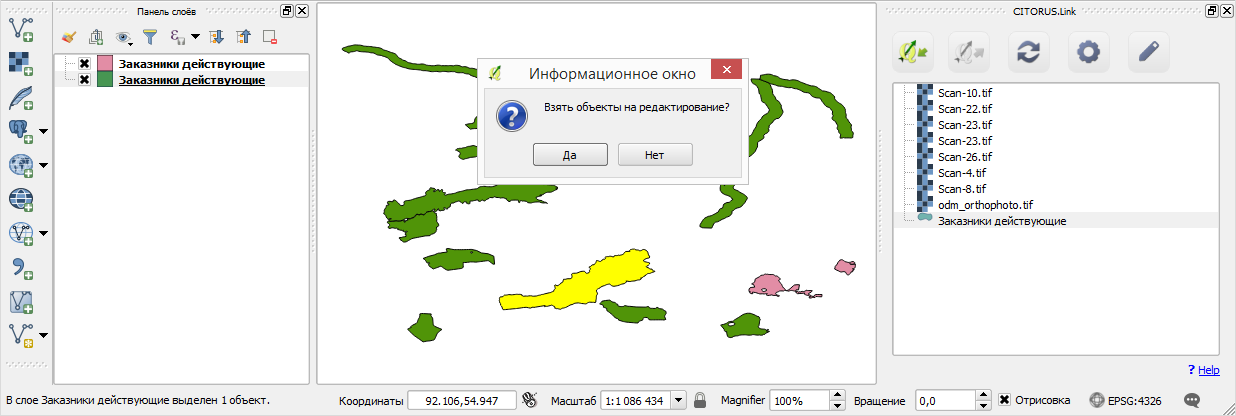 Панель слоёв
Заказники действующие
Заказники действующие
Информационное окно
Взять объекты на редактирование?
Да
Нет
CITORUS.Link
Scan-10.tif
Scan-22.tif
Scan-23.tif
Scan-23.tif
Scan-26.tif
Scan-4.tif
Scan-8.tif
odm_orthophoto.tif
Заказники действующие
? Help
В слое Заказники действующие выделен 1 объект.
Координаты 92.106,54.947 Масштаб 1:1 086 434 Magnifier 100% Вращение 0,0 Отрисовка EPSG:4326